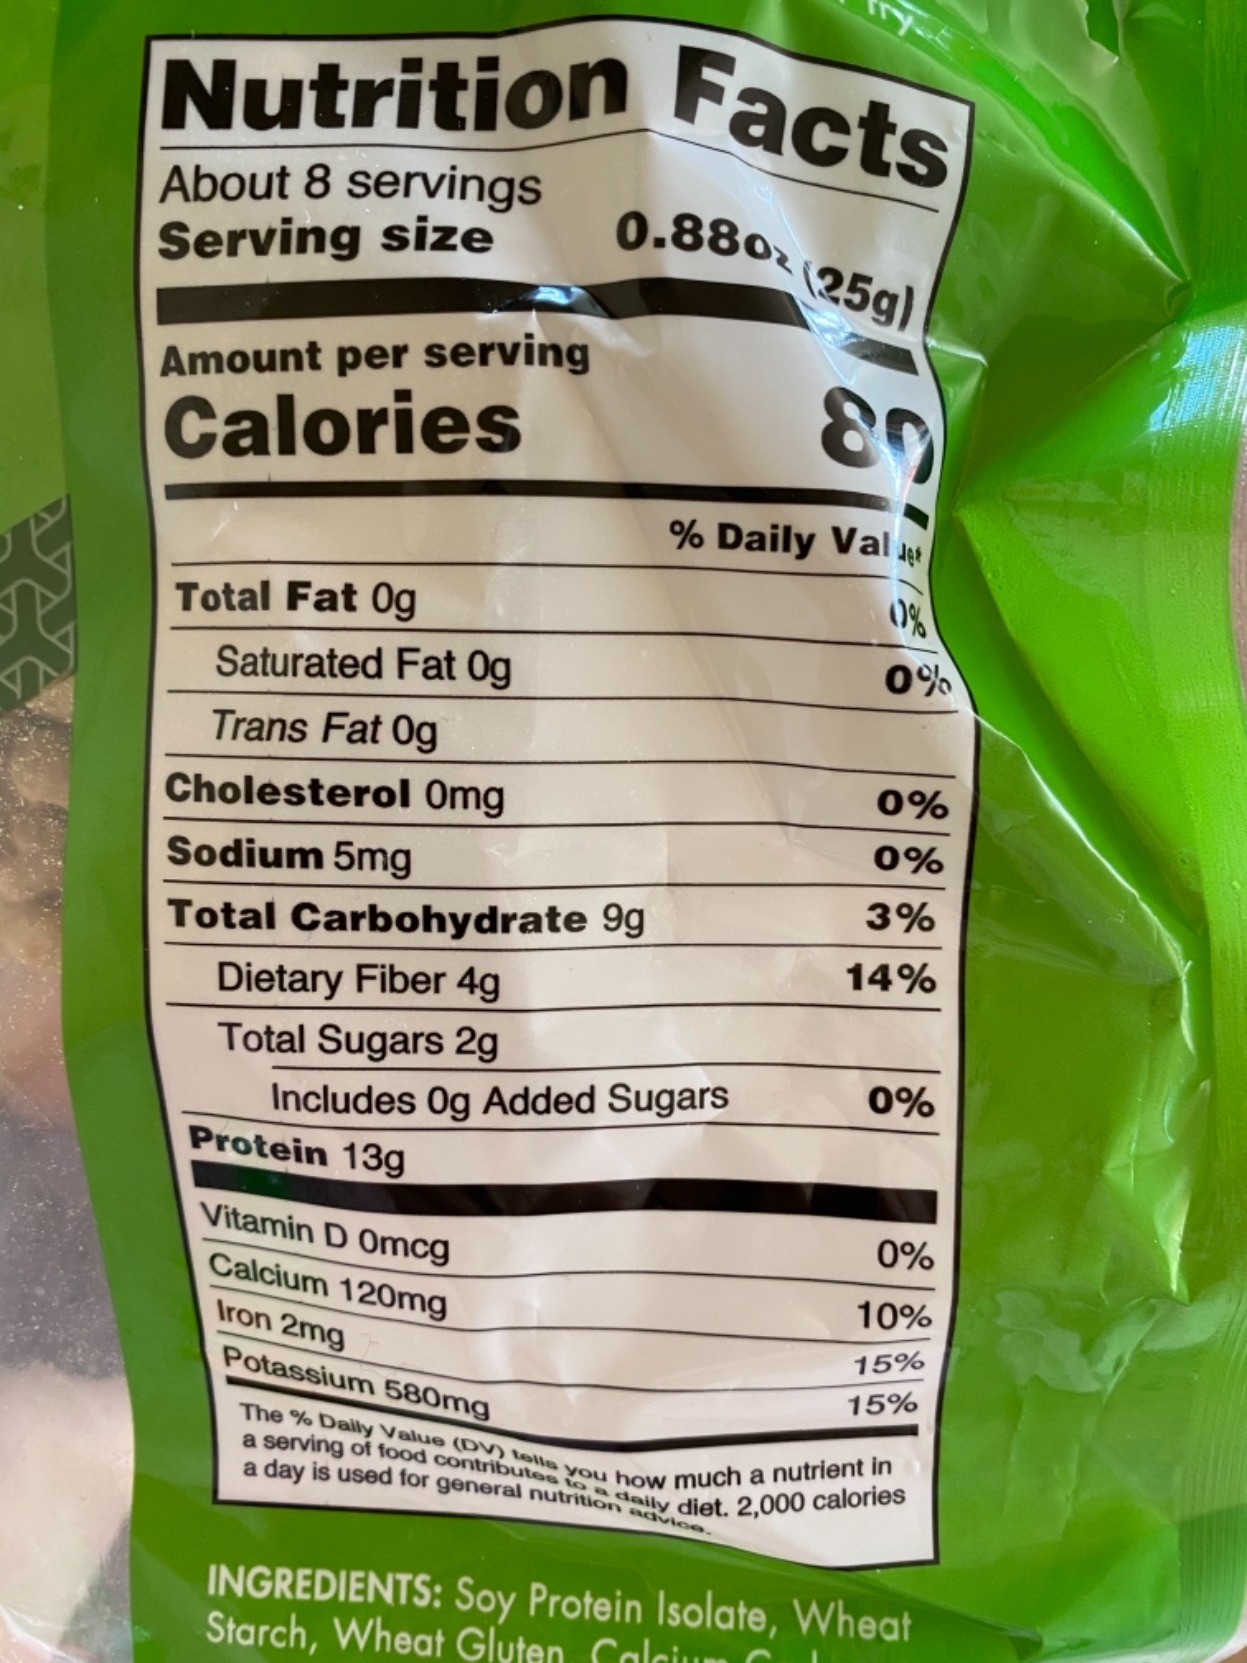 Nutrition Facts
About 8 servings
Serving size 0.88oz (25g)
Amount per serving
Calories 80
% Daily Value*
Total Fat 0g 0%
Saturated Fat 0g 0%
Trans Fat 0g
Cholesterol 0mg 0%
Sodium 5mg 0%
Total Carbohydrate 9g 3%
Dietary Fiber 4g 14%
Total Sugars 2g
Includes 0g Added Sugars 0%
Protein 13g
Vitamin D 0mcg 0%
Calcium 120mg 10%
Iron 2mg 15%
Potassium 580mg 15%
The % Daily Value (DV) tells you how much a nutrient in
a serving of food contributes to a daily diet. 2,000 calories
a day is used for general nutrition advice.
INGREDIENTS: Soy Protein Isolate, Wheat
Starch, Wheat Gluten, Calcium